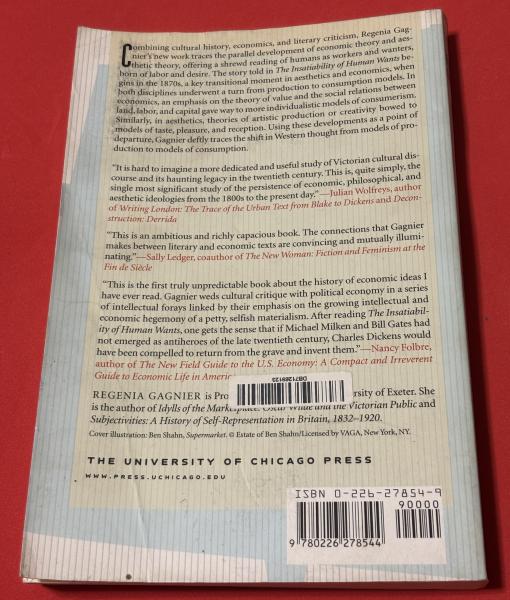 Combining cultural history, economics, and literary criticism, Regenia Gag-
nier's new work traces the parallel development of economic theory and aes-
thetic theory, offering a shrewd reading of humans as workers and wanters,
born of labor and desire. The story told in The Insatiability of Human Wants be-
gins in the 1870s, a key transitional moment in aesthetics and economics, when
both disciplines underwent a turn from production to consumption models. In
economics, an emphasis on the theory of value and the social relations between
land, labor, and capital gave way to more individualistic models of consumerism.
Similarly, in aesthetics, theories of artistic production or creativity bowed to
models of taste, pleasure, and reception. Using these developments as a point of
departure, Gagnier deftly traces the shift in Western thought from models of pro-
duction to models of consumption.
"It is hard to imagine a more dedicated and useful study of Victorian cultural dis-
course and its haunting legacy in the twentieth century. This is, quite simply, the
single most significant study of the persistence of economic, philosophical, and
aesthetic ideologies from the 1800s to the present day."—Julian Wolfreys, author
of Writing London: The Trace of the Urban Text from Blake to Dickens and Decon-
struction: Derrida
"This is an ambitious and richly capacious book. The connections that Gagnier
makes between literary and economic texts are convincing and mutually illumi-
nating."—Sally Ledger, coauthor of The New Woman: Fiction and Feminism at the
Fin de Siècle
"This is the first truly unpredictable book about the history of economic ideas I
have ever read. Gagnier weds cultural critique with political economy in a series
of intellectual forays linked by their emphasis on the growing intellectual and
economic hegemony of a petty, selfish materialism. After reading The Insatiabil-
ity of Human Wants, one gets the sense that if Michael Milken and Bill Gates had
not emerged as antiheroes of the late twentieth century, Charles Dickens would
have been compelled to return from the grave and invent them."—Nancy Folbre,
author of The New Field Guide to the U.S. Economy: A Compact and Irreverent
Guide to Economic Life in Americ
REGENIA GAGNIER is Pro rsity of Exeter. She
is the author of Idylls of the Marketplace: Oscar Wilde and the Victorian Public and
Subjectivities: A History of Self-Representation in Britain, 1832–1920.
Cover illustration: Ben Shahn, Supermarket. © Estate of Ben Shahn/Licensed by VAGA, New York, NY.
THE UNIVERSITY OF CHICAGO PRESS
WWW.PRESS.UCHICAGO.EDU
ISBN 0-226-27854-9
90000
9 780226 278544